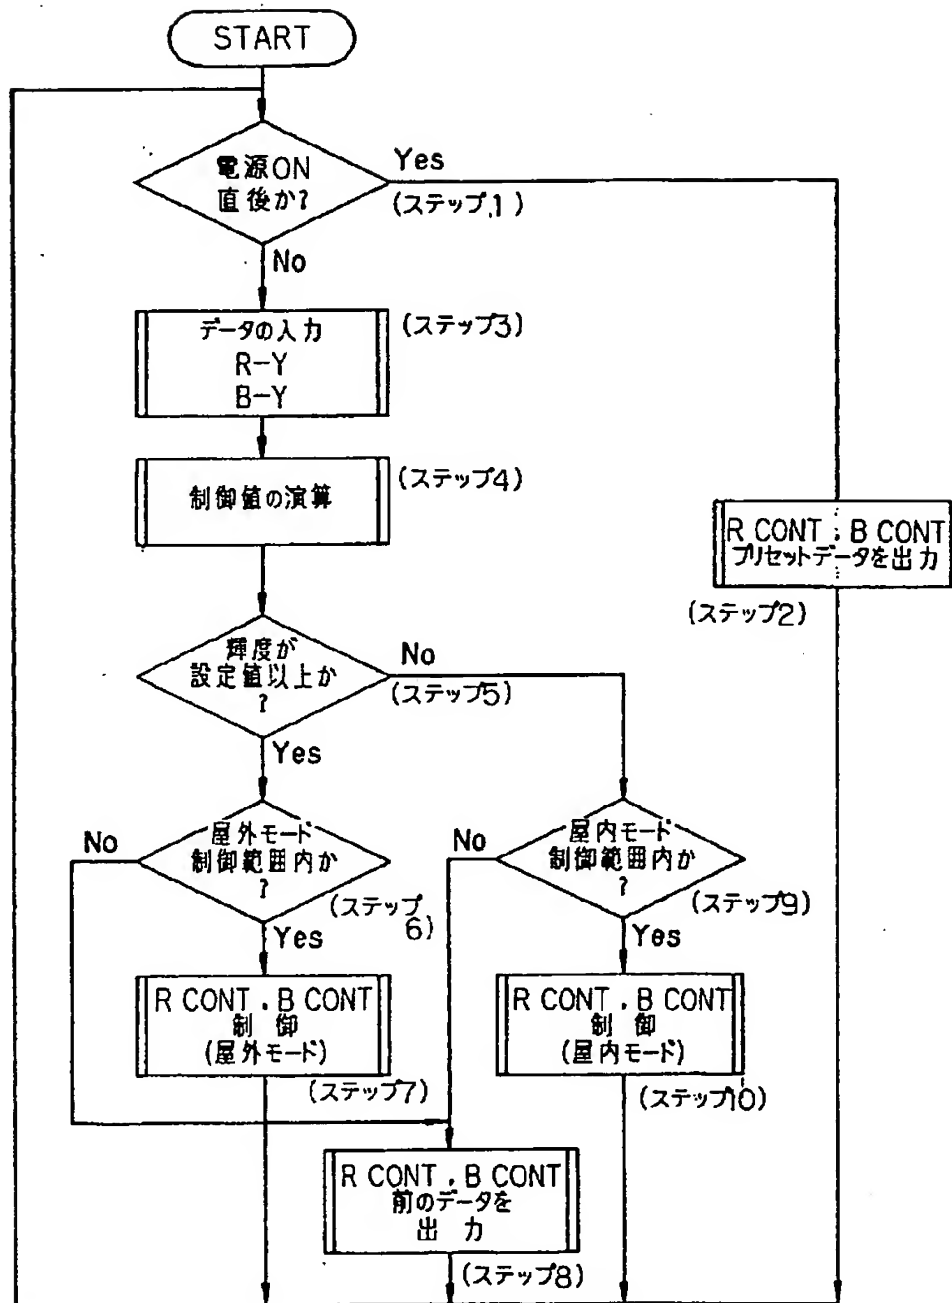 START
電源ON
直後か?
Yes
(ステップ1)
No
データの入力
R-Y
B-Y
(ステップ3)
制御値の演算
(ステップ4)
R CONT, B CONT
プリセットデータを出力
(ステップ2)
輝度が
設定値以上か
?
No
(ステップ5)
Yes
屋外モード
制御範囲内か
?
No
(ステップ
6)
Yes
屋内モード
制御範囲内か
?
No
(ステップ9)
Yes
R CONT, B CONT
制御
(屋外モード)
(ステップ7)
R CONT, B CONT
制御
(屋内モード)
(ステップ10)
R CONT, B CONT
前のデータを
出力
(ステップ8)